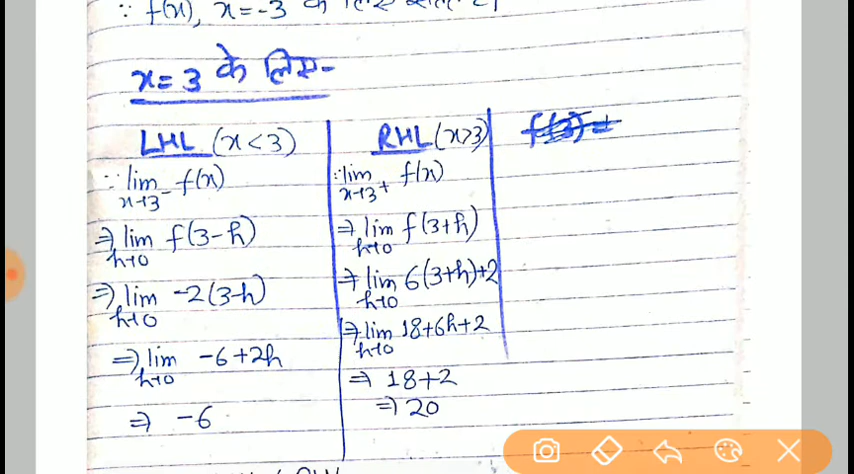 ∵ f(x), x = -3 के लिए
x = 3 के लिए-
LHL (x < 3)
∵ lim x→3⁻ f(x)
⇒ lim h→0 f(3-h)
⇒ lim h→0 -2(3-h)
⇒ lim h→0 -6+2h
⇒ -6
RHL (x>3)
∵ lim x→3+ f(x)
⇒ lim h→0 f(3+h)
⇒ lim h→0 6(3+h)+2
⇒ lim h→0 18+6h+2
⇒ 18+2
⇒ 20